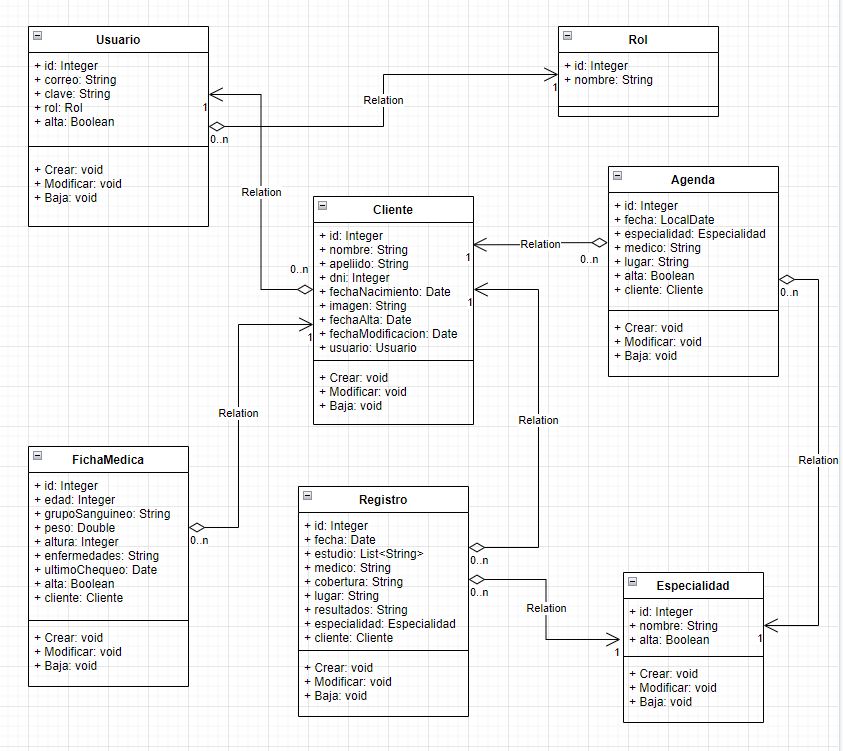 Usuario
+ id: Integer
+ correo: String
+ clave: String
+ rol: Rol
+ alta: Boolean
+ Crear: void
+ Modificar: void
+ Baja: void
1
0..n
Relation
Rol
+ id: Integer
+ nombre: String
1
Relation
Cliente
+ id: Integer
+ nombre: String
+ apeliido: String
+ dni: Integer
+ fechaNacimiento: Date
+ imagen: String
+ fechaAlta: Date
+ fechaModificacion: Date
+ usuario: Usuario
+ Crear: void
+ Modificar: void
+ Baja: void
0..n
1
1
1
Relation
0..n
Agenda
+ id: Integer
+ fecha: LocalDate
+ especialidad: Especialidad
+ medico: String
+ lugar: String
+ alta: Boolean
+ cliente: Cliente
+ Crear: void
+ Modificar: void
+ Baja: void
0..n
Relation
Relation
Relation
FichaMedica
+ id: Integer
+ edad: Integer
+ grupoSanguineo: String
+ peso: Double
+ altura: Integer
+ enfermedades: String
+ ultimoChequeo: Date
+ alta: Boolean
+ cliente: Cliente
+ Crear: void
+ Modificar: void
+ Baja: void
0..n
Registro
+ id: Integer
+ fecha: Date
+ estudio: List<String>
+ medico: String
+ cobertura: String
+ lugar: String
+ resultados: String
+ especialidad: Especialidad
+ cliente: Cliente
+ Crear: void
+ Modificar: void
+ Baja: void
0..n
0..n
Relation
1
Especialidad
+ id: Integer
+ nombre: String
+ alta: Boolean
+ Crear: void
+ Modificar: void
+ Baja: void
1